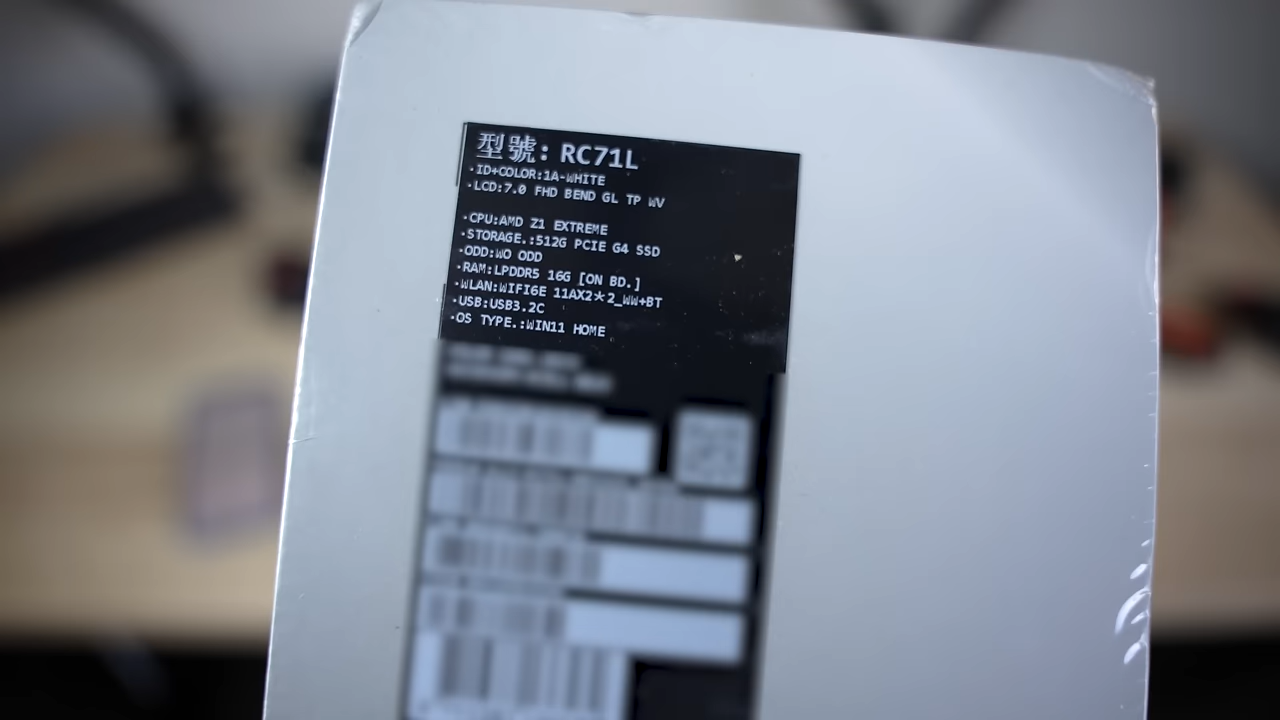 型號: RC71L
·ID+COLOR:1A-WHITE
·LCD:7.0 FHD BEND GL TP WV
·CPU:AMD Z1 EXTREME
·STORAGE.:512G PCIE G4 SSD
·ODD:WO ODD
·RAM:LPDDR5 16G [ON BD.]
·WLAN:WIFI6E 11AX2*2_WW+BT
·USB:USB3.2C
·OS TYPE.:WIN11 HOME